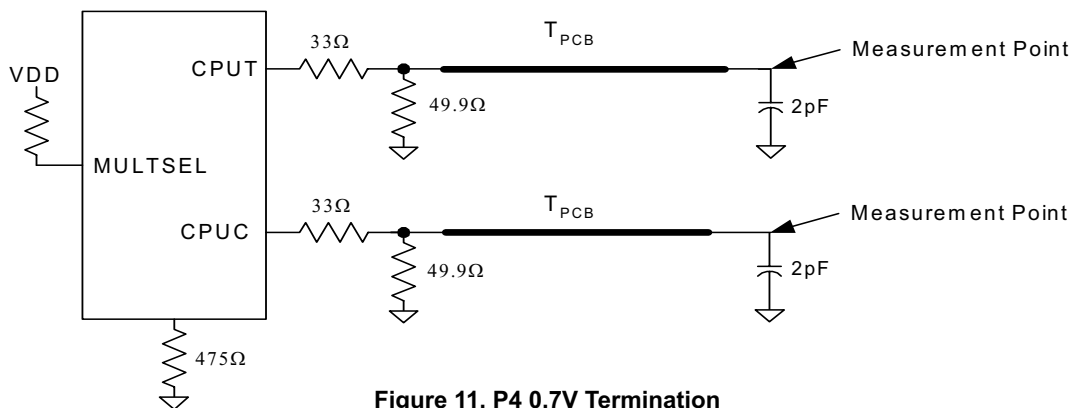 33Ω
T PCB
Measurement Point
VDD
CPUT
49.9Ω
2pF
MULTSEL
33Ω
T PCB
Measurement Point
CPUC
49.9Ω
2pF
475Ω
Figure 11. P4 0.7V Termination